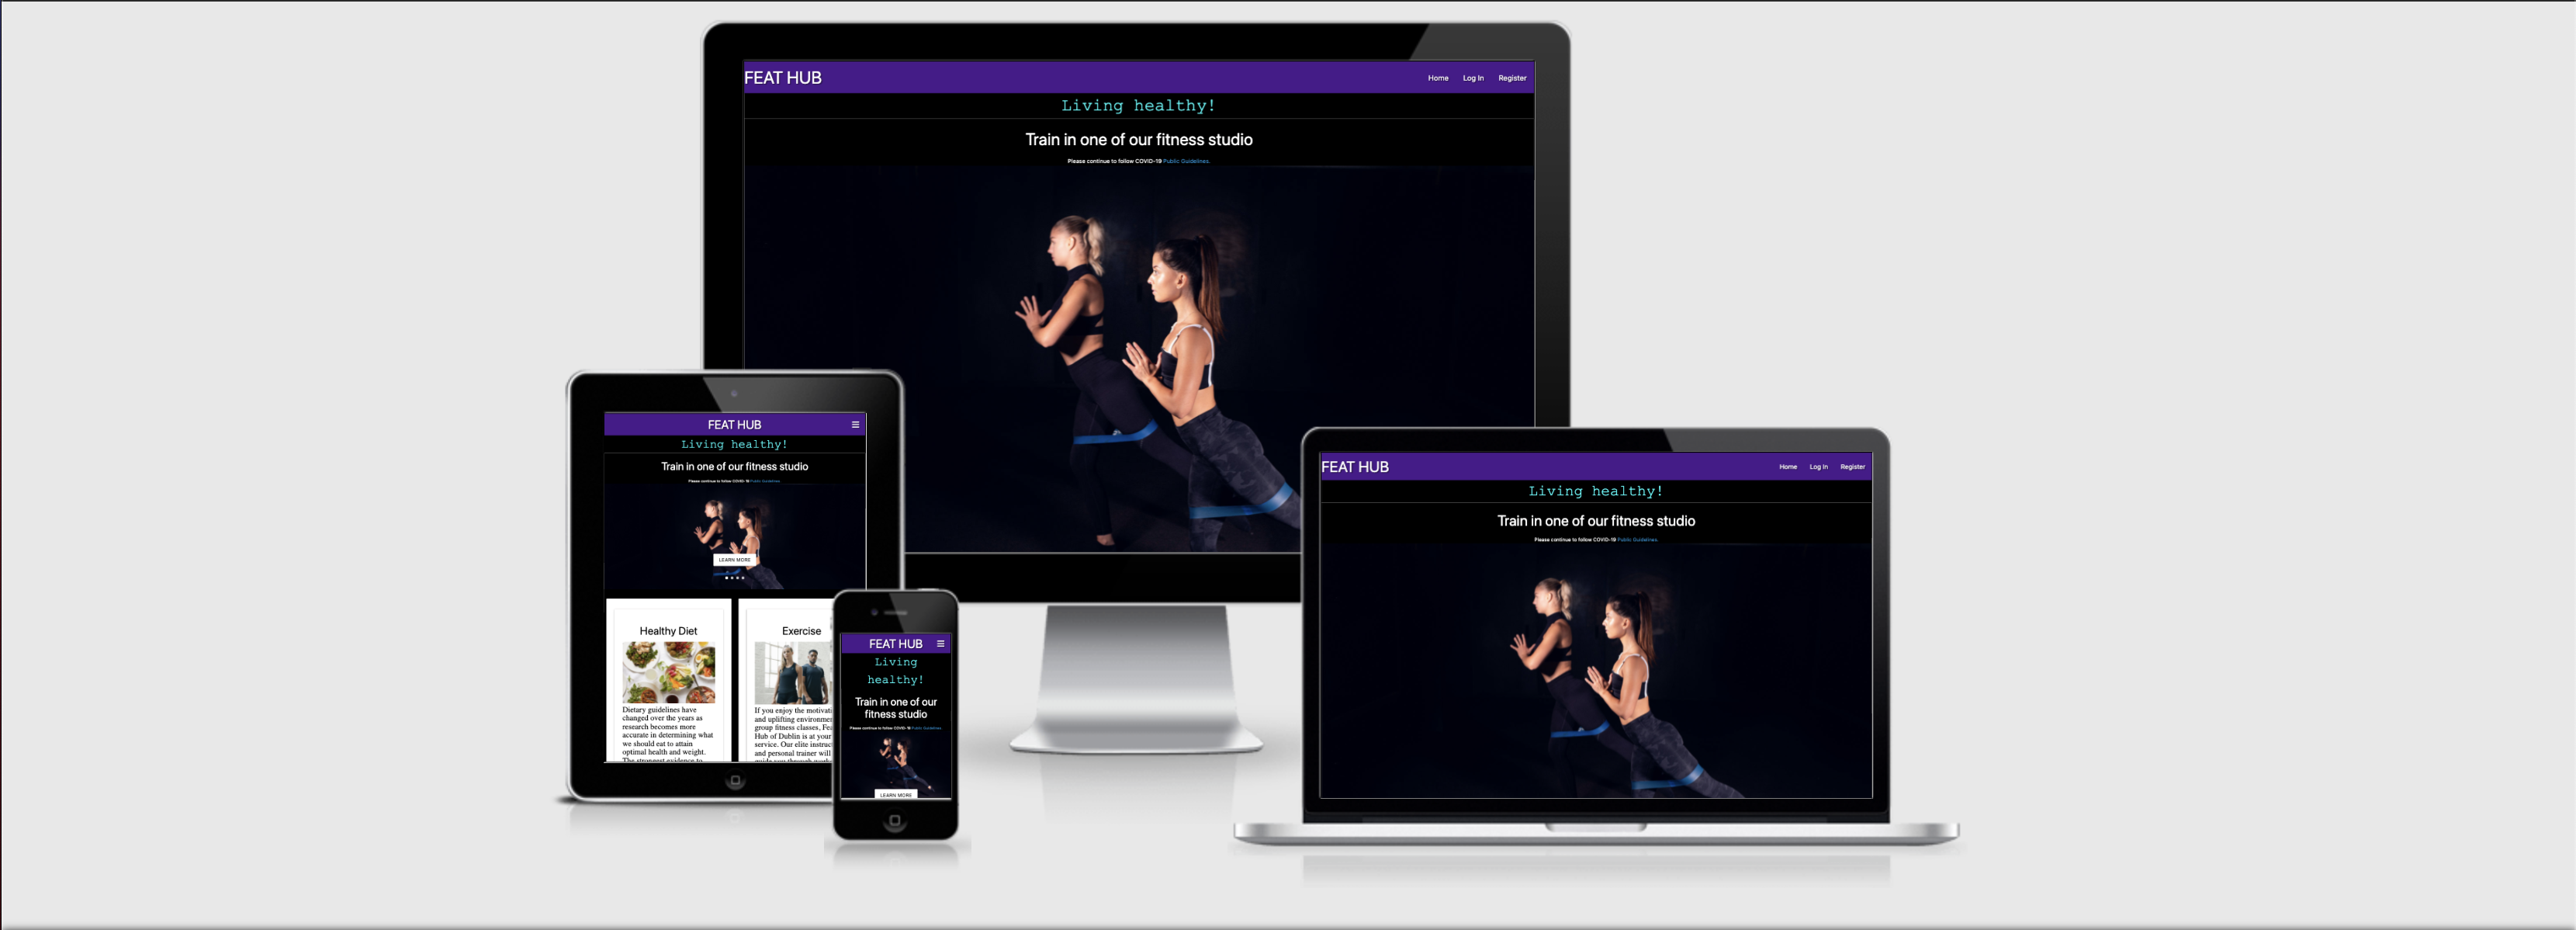 FEAT HUB
Home Log In Register
Living healthy!
Train in one of our fitness studio
Please continue to follow COVID-19 Public Guidelines.
FEAT HUB
Living healthy!
Train in one of our fitness studio
Please continue to follow COVID-19 Public Guidelines.
LEARN MORE
Healthy Diet
Dietary guidelines have
changed over the years as
research becomes more
accurate in determining what
we should eat to attain
optimal health and weight.
The strongest evidence to
Exercise
If you enjoy the motivati
and uplifting environme
group fitness classes, Fe
Hub of Dublin is at your
service. Our elite instruc
and personal trainer will
FEAT HUB
Living
healthy!
Train in one of our
fitness studio
Please continue to follow COVID-19 Public Guidelines.
LEARN MORE
FEAT HUB
Home Log In Register
Living healthy!
Train in one of our fitness studio
Please continue to follow COVID-19 Public Guidelines.